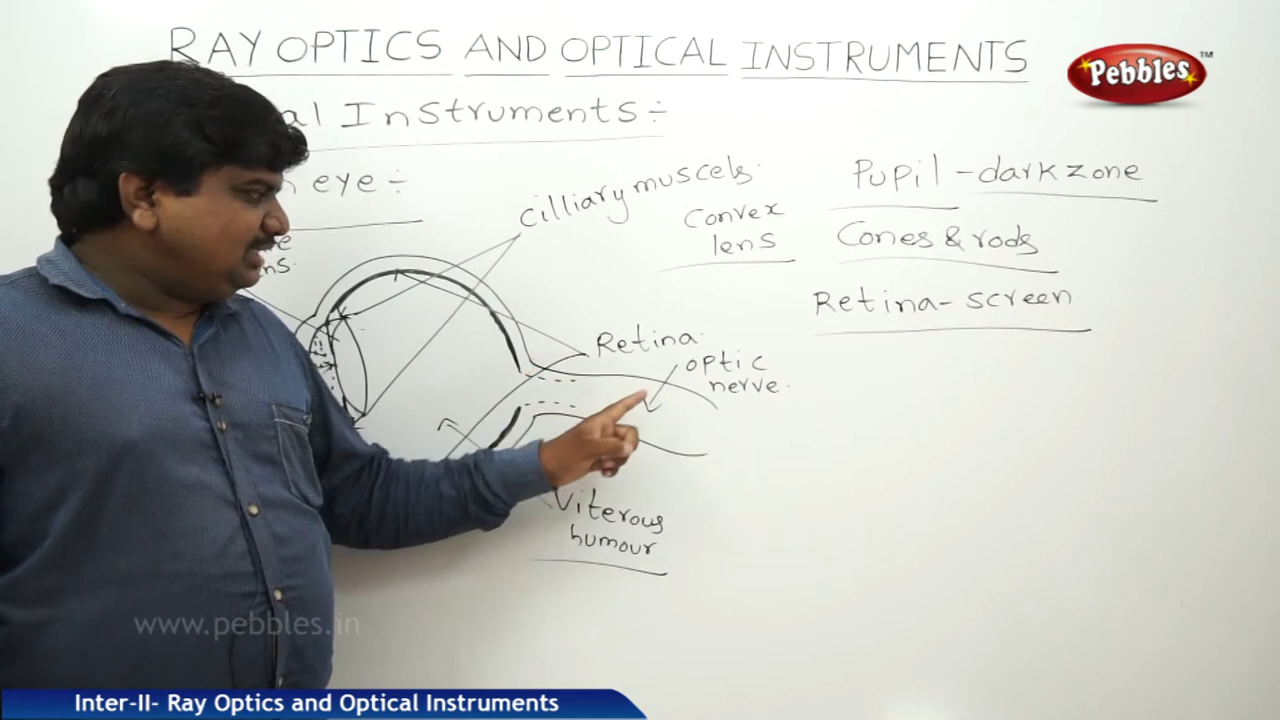 RAY OPTICS AND OPTICAL INSTRUMENTS
Pebbles TM
al Instruments:-
eye:-
Cilliary muscels.
Convex
lens
Pupil - dark zone
Cones & rods
Retina - screen
Retina.
optic
nerve.
Viterous
humour
www.pebbles.in
Inter-II- Ray Optics and Optical Instruments